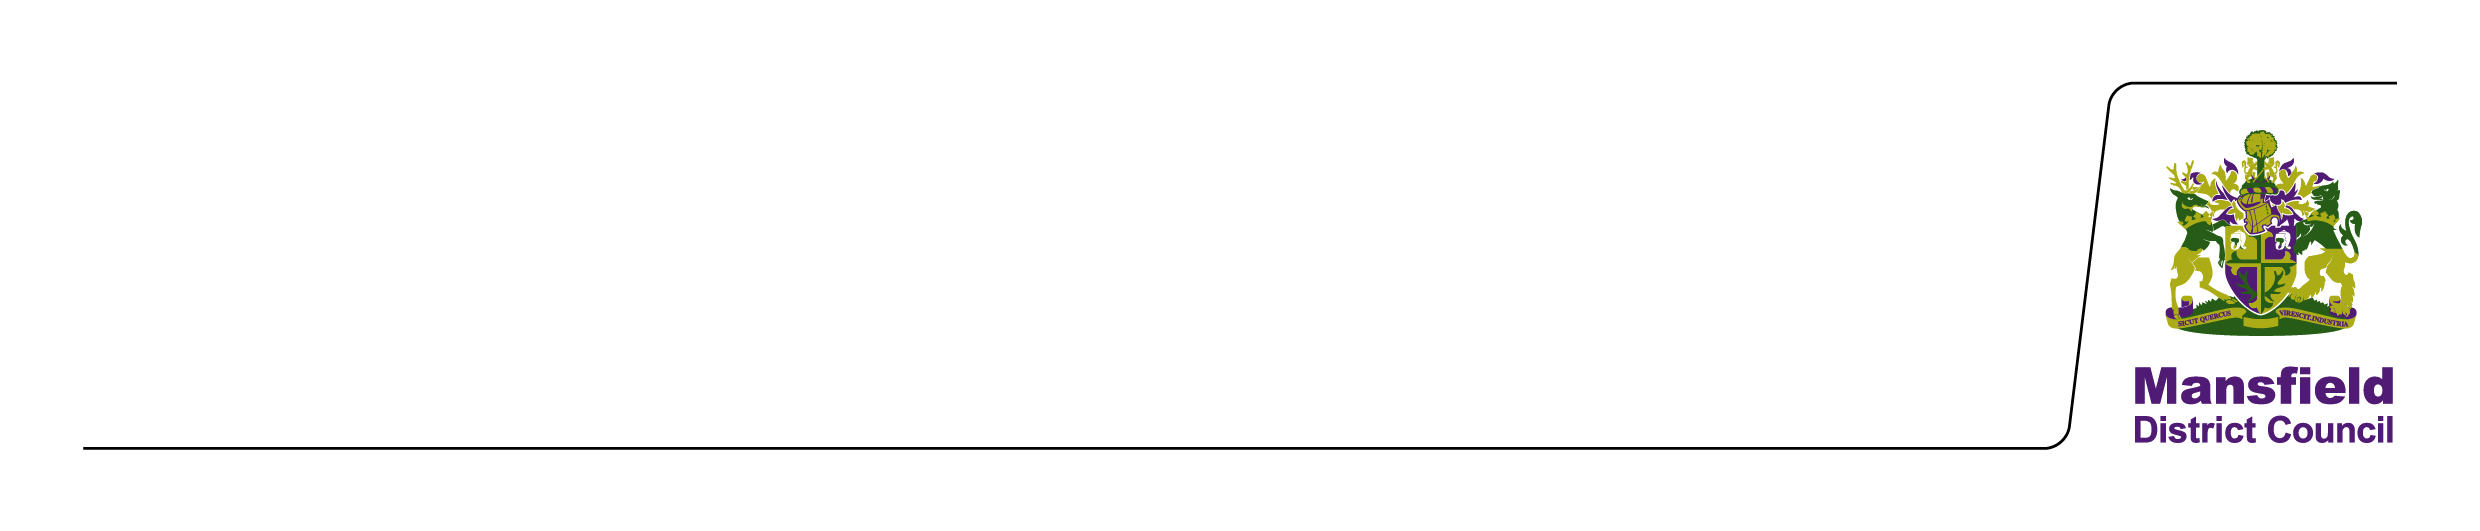 SICUT QUERCUS VIRESCIT INDUSTRIA
Mansfield
District Council